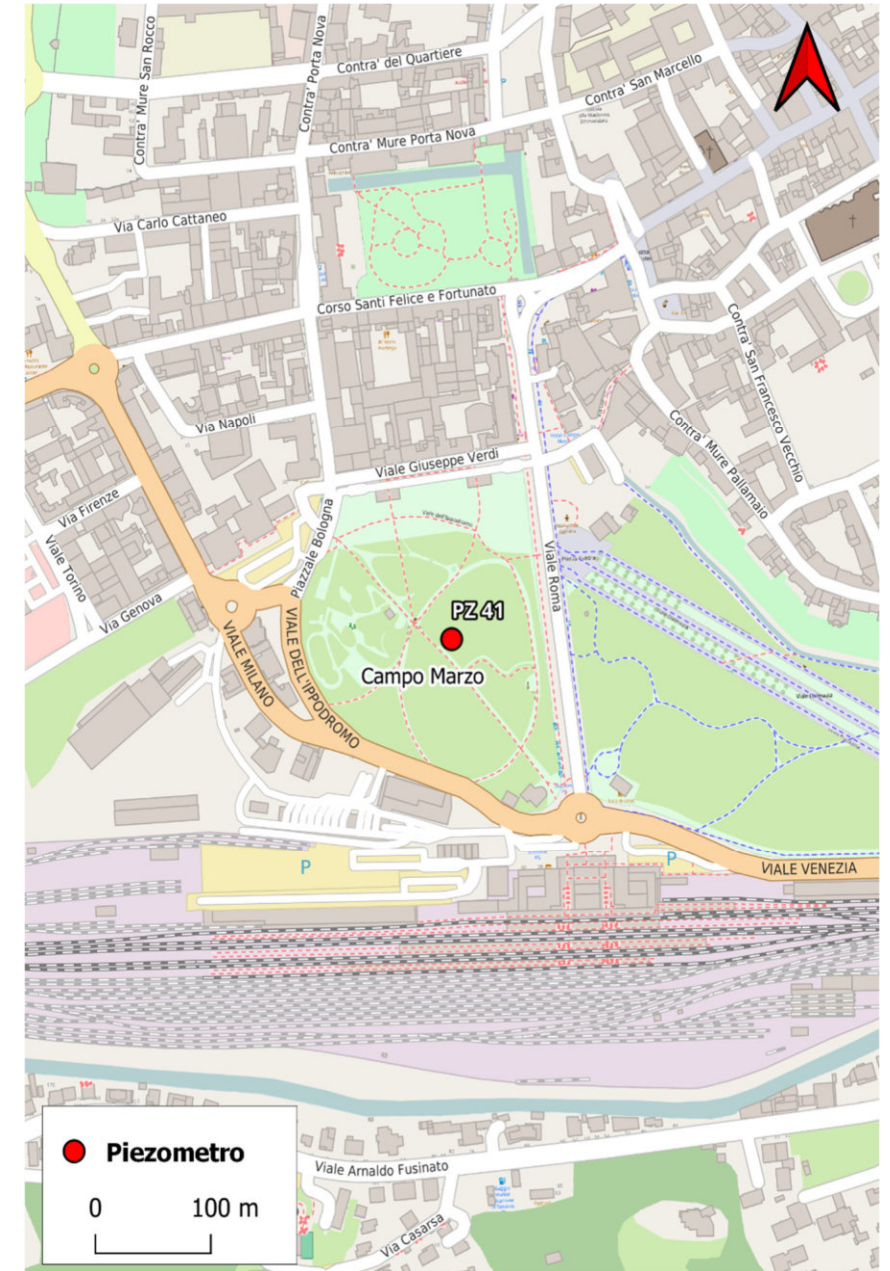 Contra' Mure San Rocco
Contra' Porta Nova
Contra' del Quartiere
Contra' San Marcello
Contra' Mure Porta Nova
Via Carlo Cattaneo
Corso Santi Felice e Fortunato
Contra' San Francesco Vecchio
Via Napoli
Contra' Mure Pallamaio
Viale Giuseppe Verdi
Via Firenze
Viale Torino
Piazzale Bologna
Viale Roma
Via Genova
PZ 41
VIALE MILANO
VIALE DELL'IPPODROMO
Campo Marzo
P
P
VIALE VENEZIA
Piezometro
0 100 m
Viale Arnaldo Fusinato
Via Casarsa